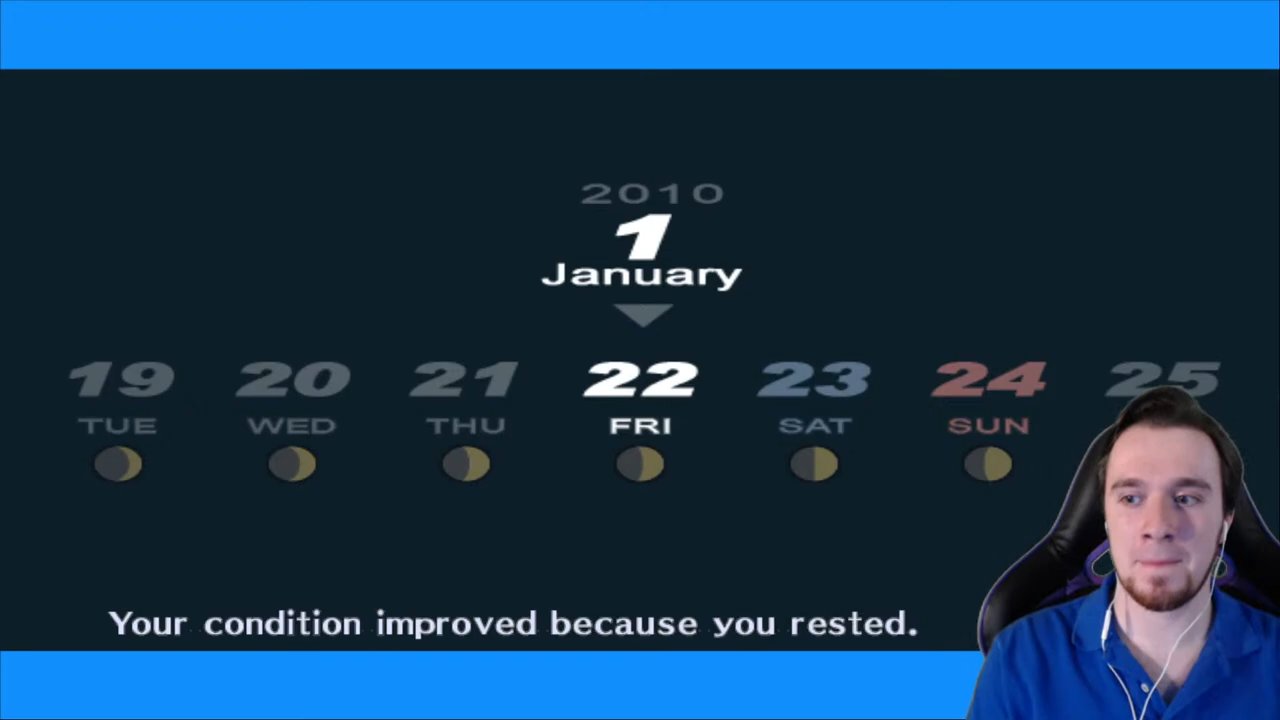 2010
1
January
19 20 21 22 23 24 25
TUE WED THU FRI SAT SUN
Your condition improved because you rested.